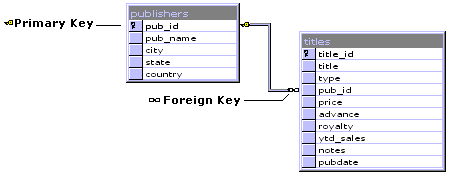 publishers
Primary Key
pub_id
pub_name
city
state
country
titles
title_id
title
type
pub_id
Foreign Key
price
advance
royalty
ytd_sales
notes
pubdate